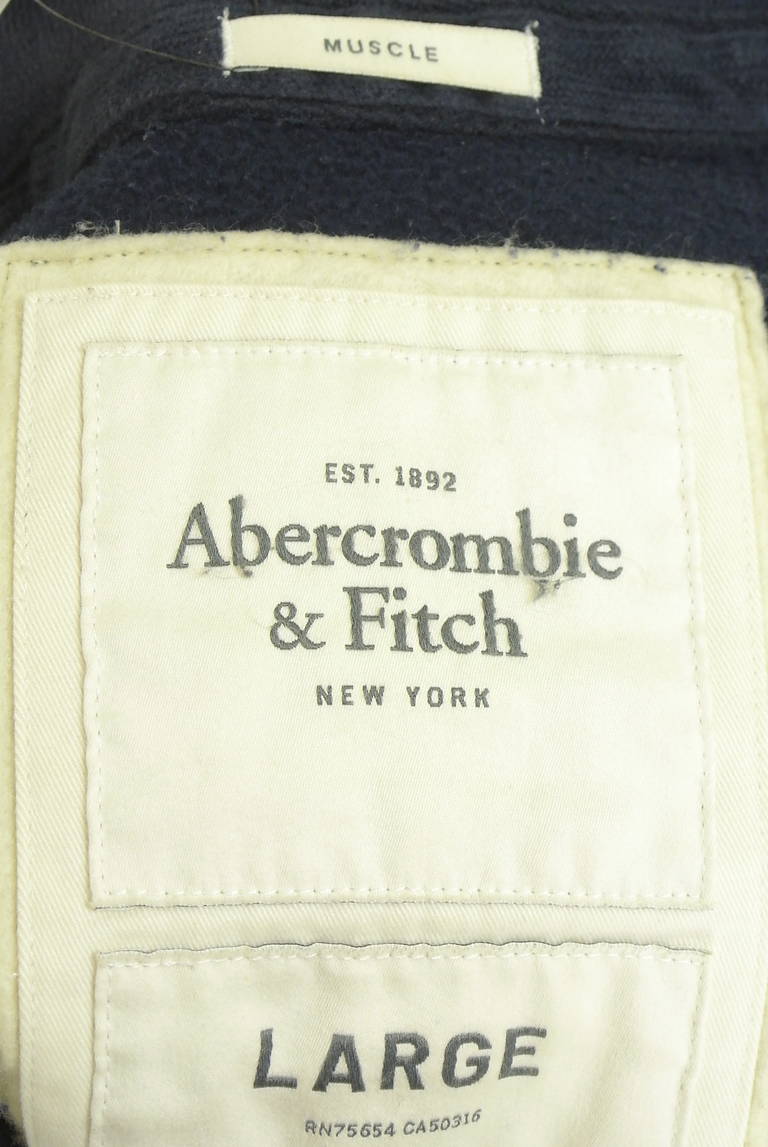 MUSCLE
EST. 1892
Abercrombie
& Fitch
NEW YORK
LARGE
RN75654 CA50316